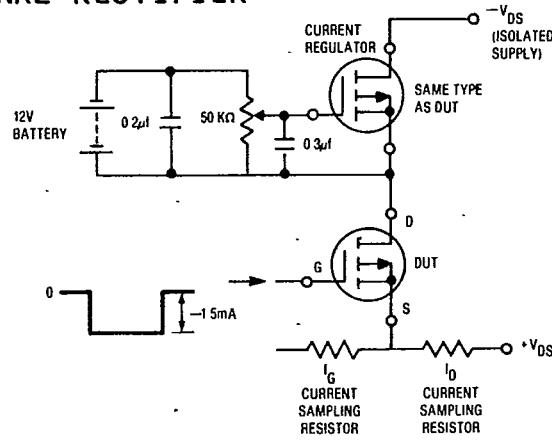 RECTIFIER
CURRENT
REGULATOR
–VDS
(ISOLATED
SUPPLY)
SAME TYPE
AS DUT
12V
BATTERY
0 2µf
50 KΩ
0 3µf
D
DUT
G
0
–1 5mA
S
+VDS
IG
CURRENT
SAMPLING
RESISTOR
ID
CURRENT
SAMPLING
RESISTOR